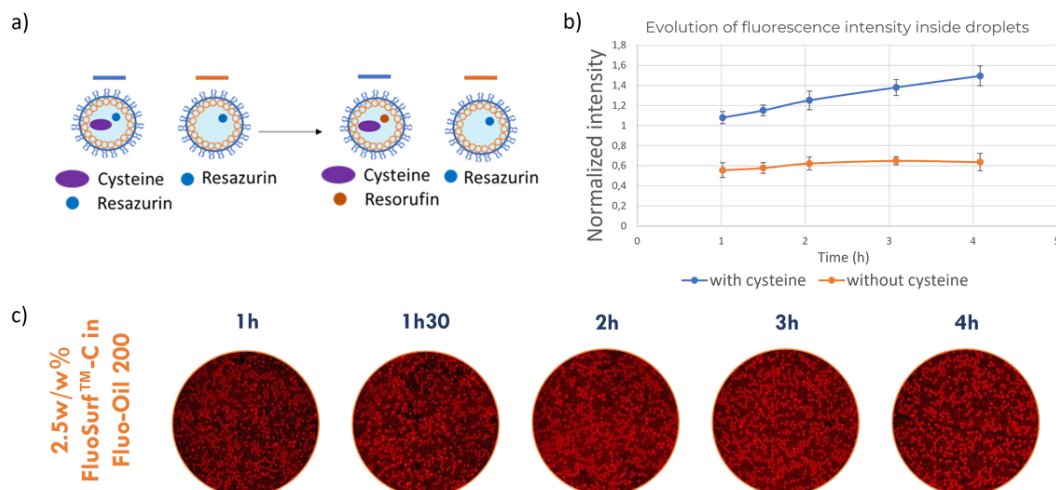 a)
Cysteine
Resazurin
Resazurin
Cysteine
Resorufin
Resazurin
b)
Evolution of fluorescence intensity inside droplets
Normalized intensity
1,8
1,6
1,4
1,2
1
0,8
0,6
0,4
0,2
0
0
1
2
3
4
5
Time (h)
with cysteine
without cysteine
c)
2.5w/w%
FluoSurf™-C in
Fluo-Oil 200
1h
1h30
2h
3h
4h